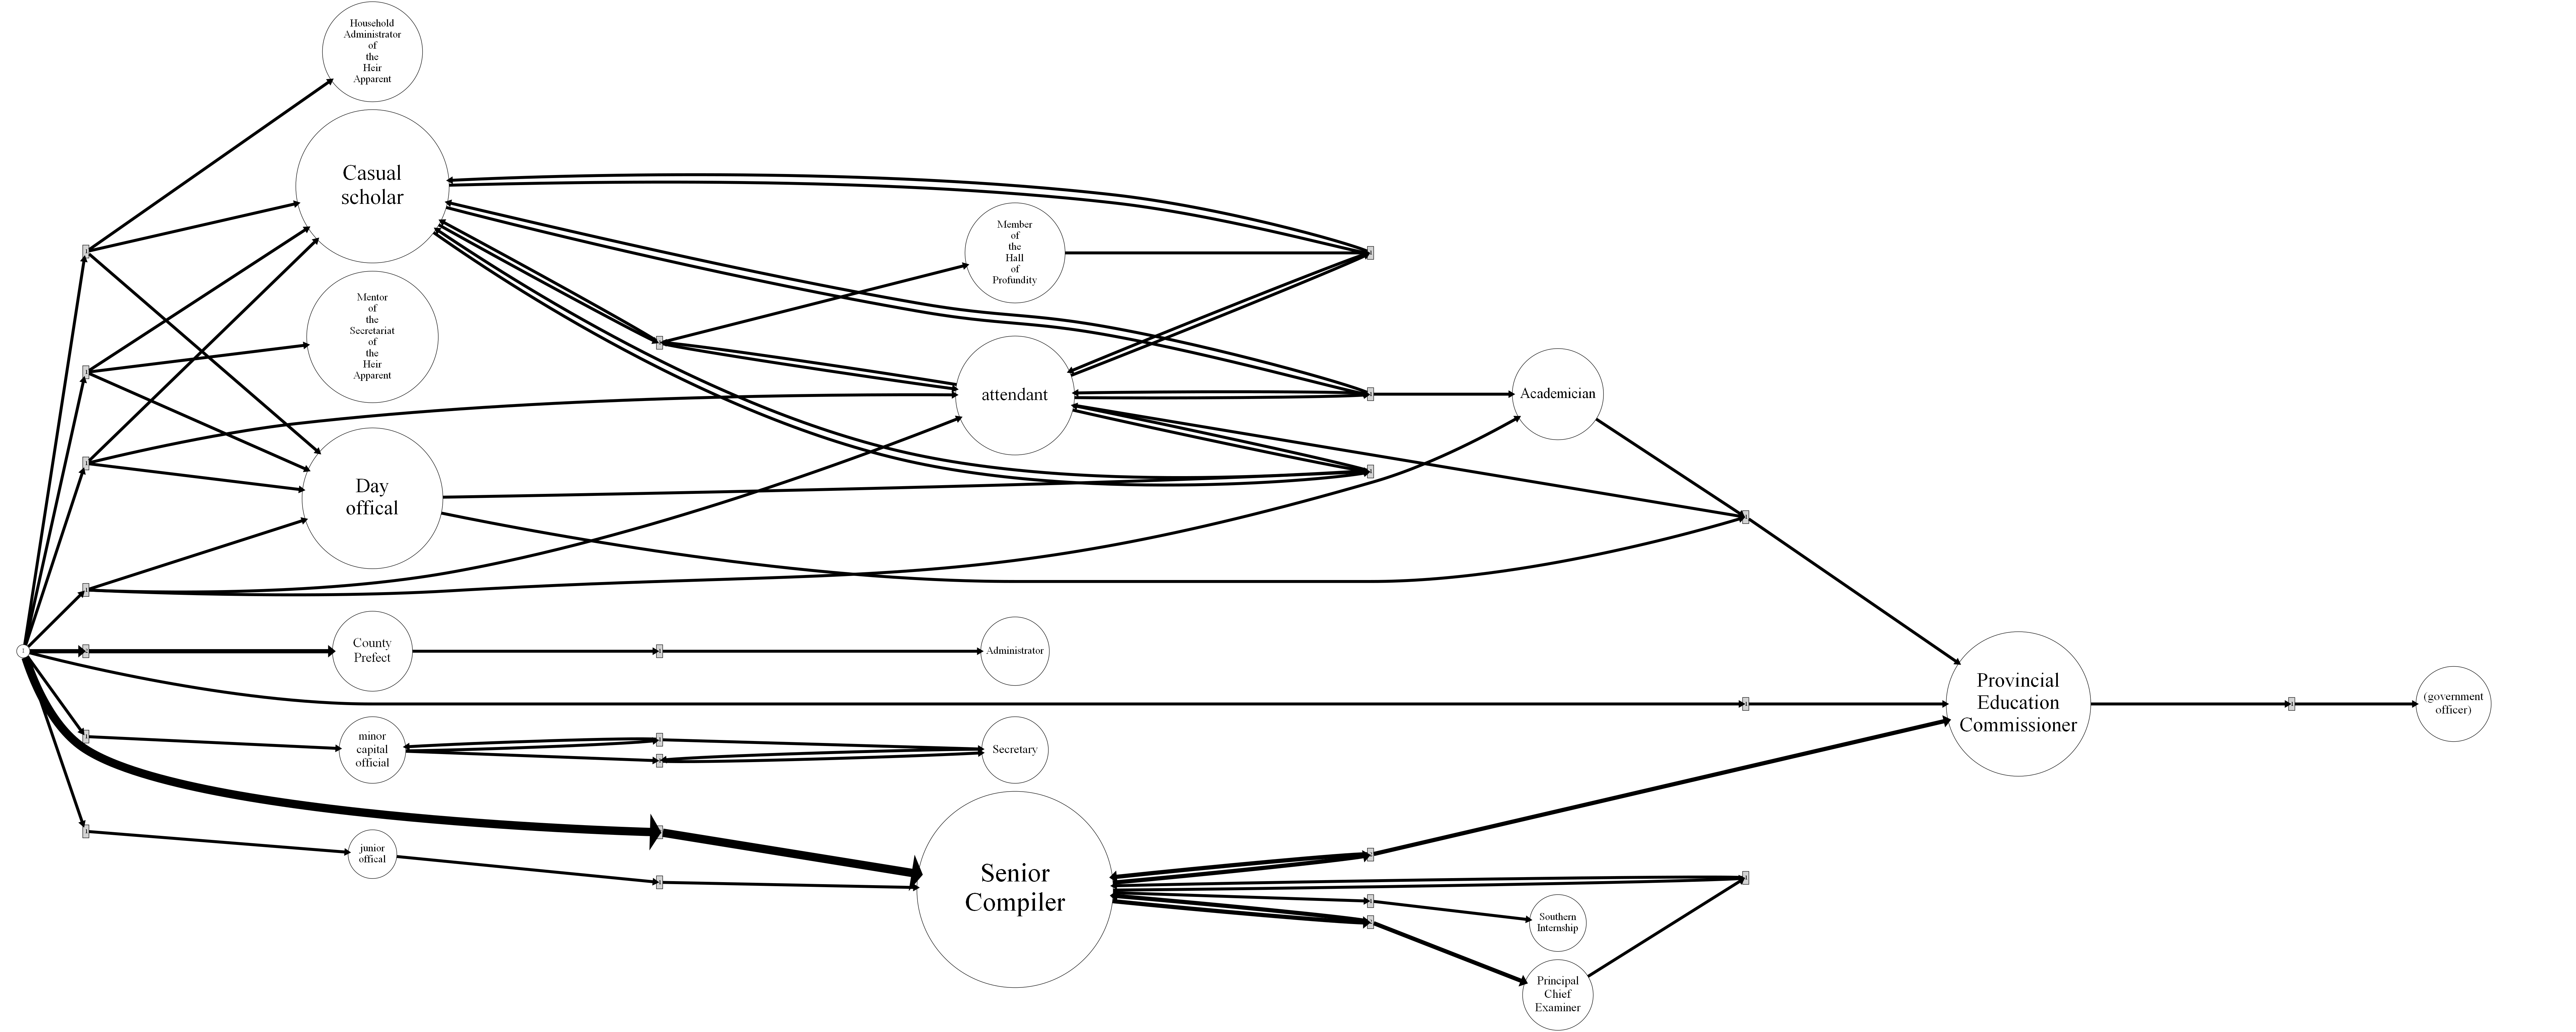 Household
Administrator
of
the
Heir
Apparent
Casual
scholar
Mentor
of
the
Secretariat
of
the
Heir
Apparent
Day
offical
County
Prefect
minor
capital
official
junior
offical
Member
of
the
Hall
of
Profundity
attendant
Administrator
Secretary
Senior
Compiler
Academician
Southern
Internship
Principal
Chief
Examiner
Provincial
Education
Commissioner
(government
officer)